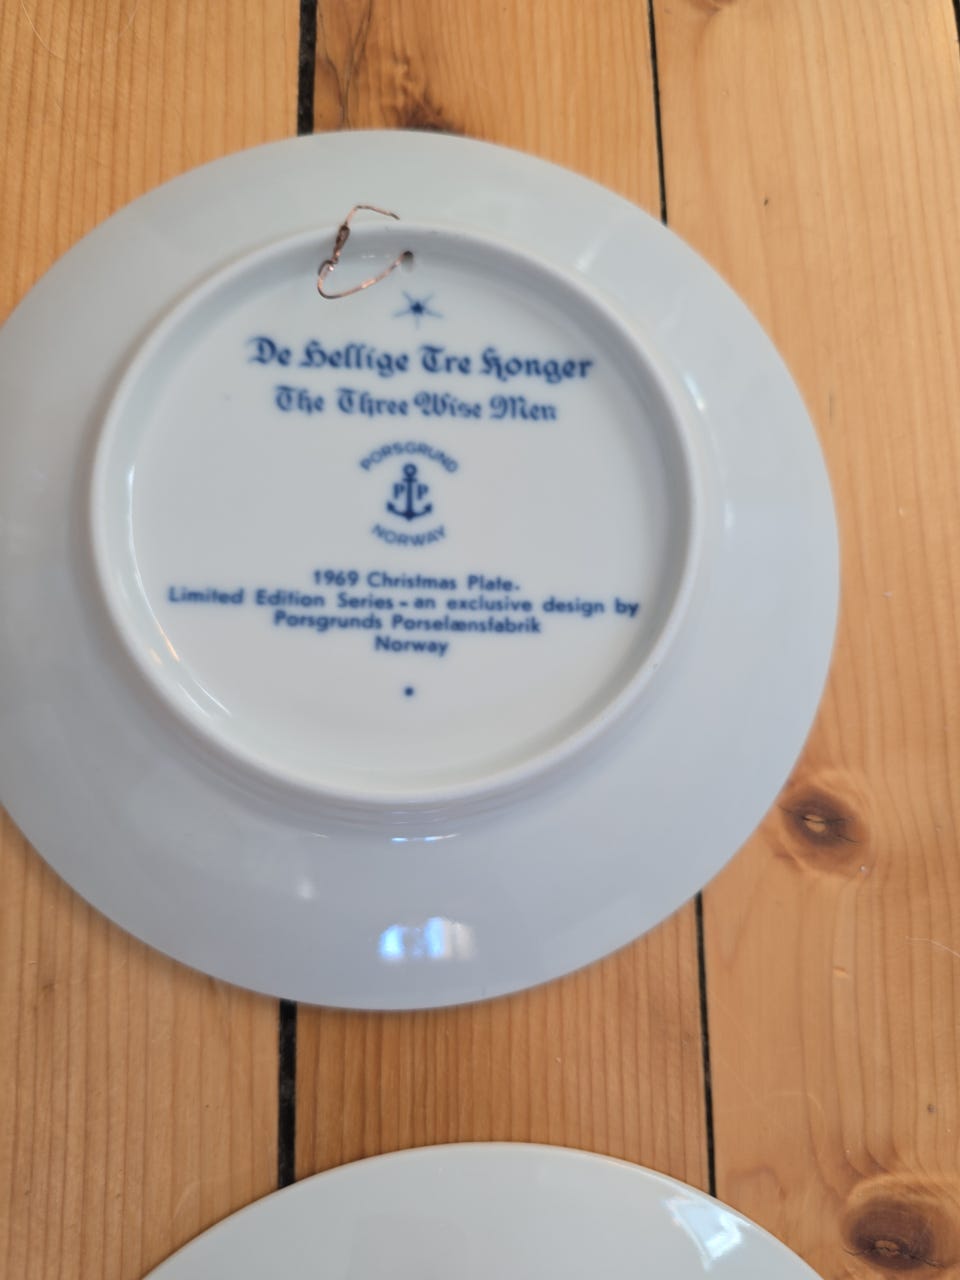 De Hellige Tre Konger
The Three Wise Men
PORSGRUND
P P
NORWAY
1969 Christmas Plate.
Limited Edition Series - an exclusive design by
Porsgrunds Porselænsfabrik
Norway